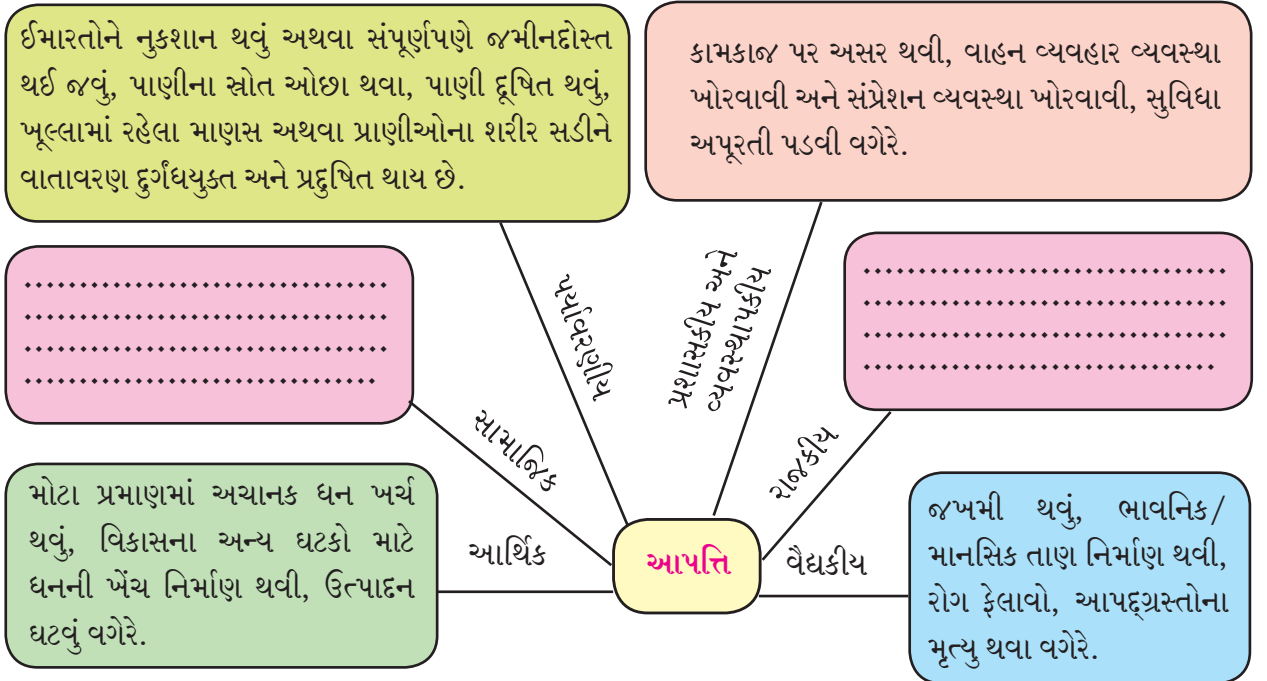 ઈમારતોને નુકશાન થવું અથવા સંપૂર્ણપણે જમીનદોસ્ત
થઈ જવું, પાણીના સ્રોત ઓછા થવા, પાણી દૂષિત થવું,
ખૂલ્લામાં રહેલા માણસ અથવા પ્રાણીઓના શરીર સડીને
વાતાવરણ દુર્ગંધયુક્ત અને પ્રદુષિત થાય છે.
કામકાજ પર અસર થવી, વાહન વ્યવહાર વ્યવસ્થા
ખોરવાવી અને સંપ્રેશન વ્યવસ્થા ખોરવાવી, સુવિધા
અપૂરતી પડવી વગેરે.
પર્યાવરણીય
પ્રશાસકીય અને
વ્યવસ્થાપકીય
સામાજિક
રાજકીય
મોટા પ્રમાણમાં અચાનક ધન ખર્ચ
થવું, વિકાસના અન્ય ઘટકો માટે
ધનની ખેંચ નિર્માણ થવી, ઉત્પાદન
ઘટવું વગેરે.
આર્થિક
આપત્તિ
વૈદ્યકીય
જખમી થવું, ભાવનિક/
માનસિક તાણ નિર્માણ થવી,
રોગ ફેલાવો, આપદ્‌ગ્રસ્તોના
મૃત્યુ થવા વગેરે.